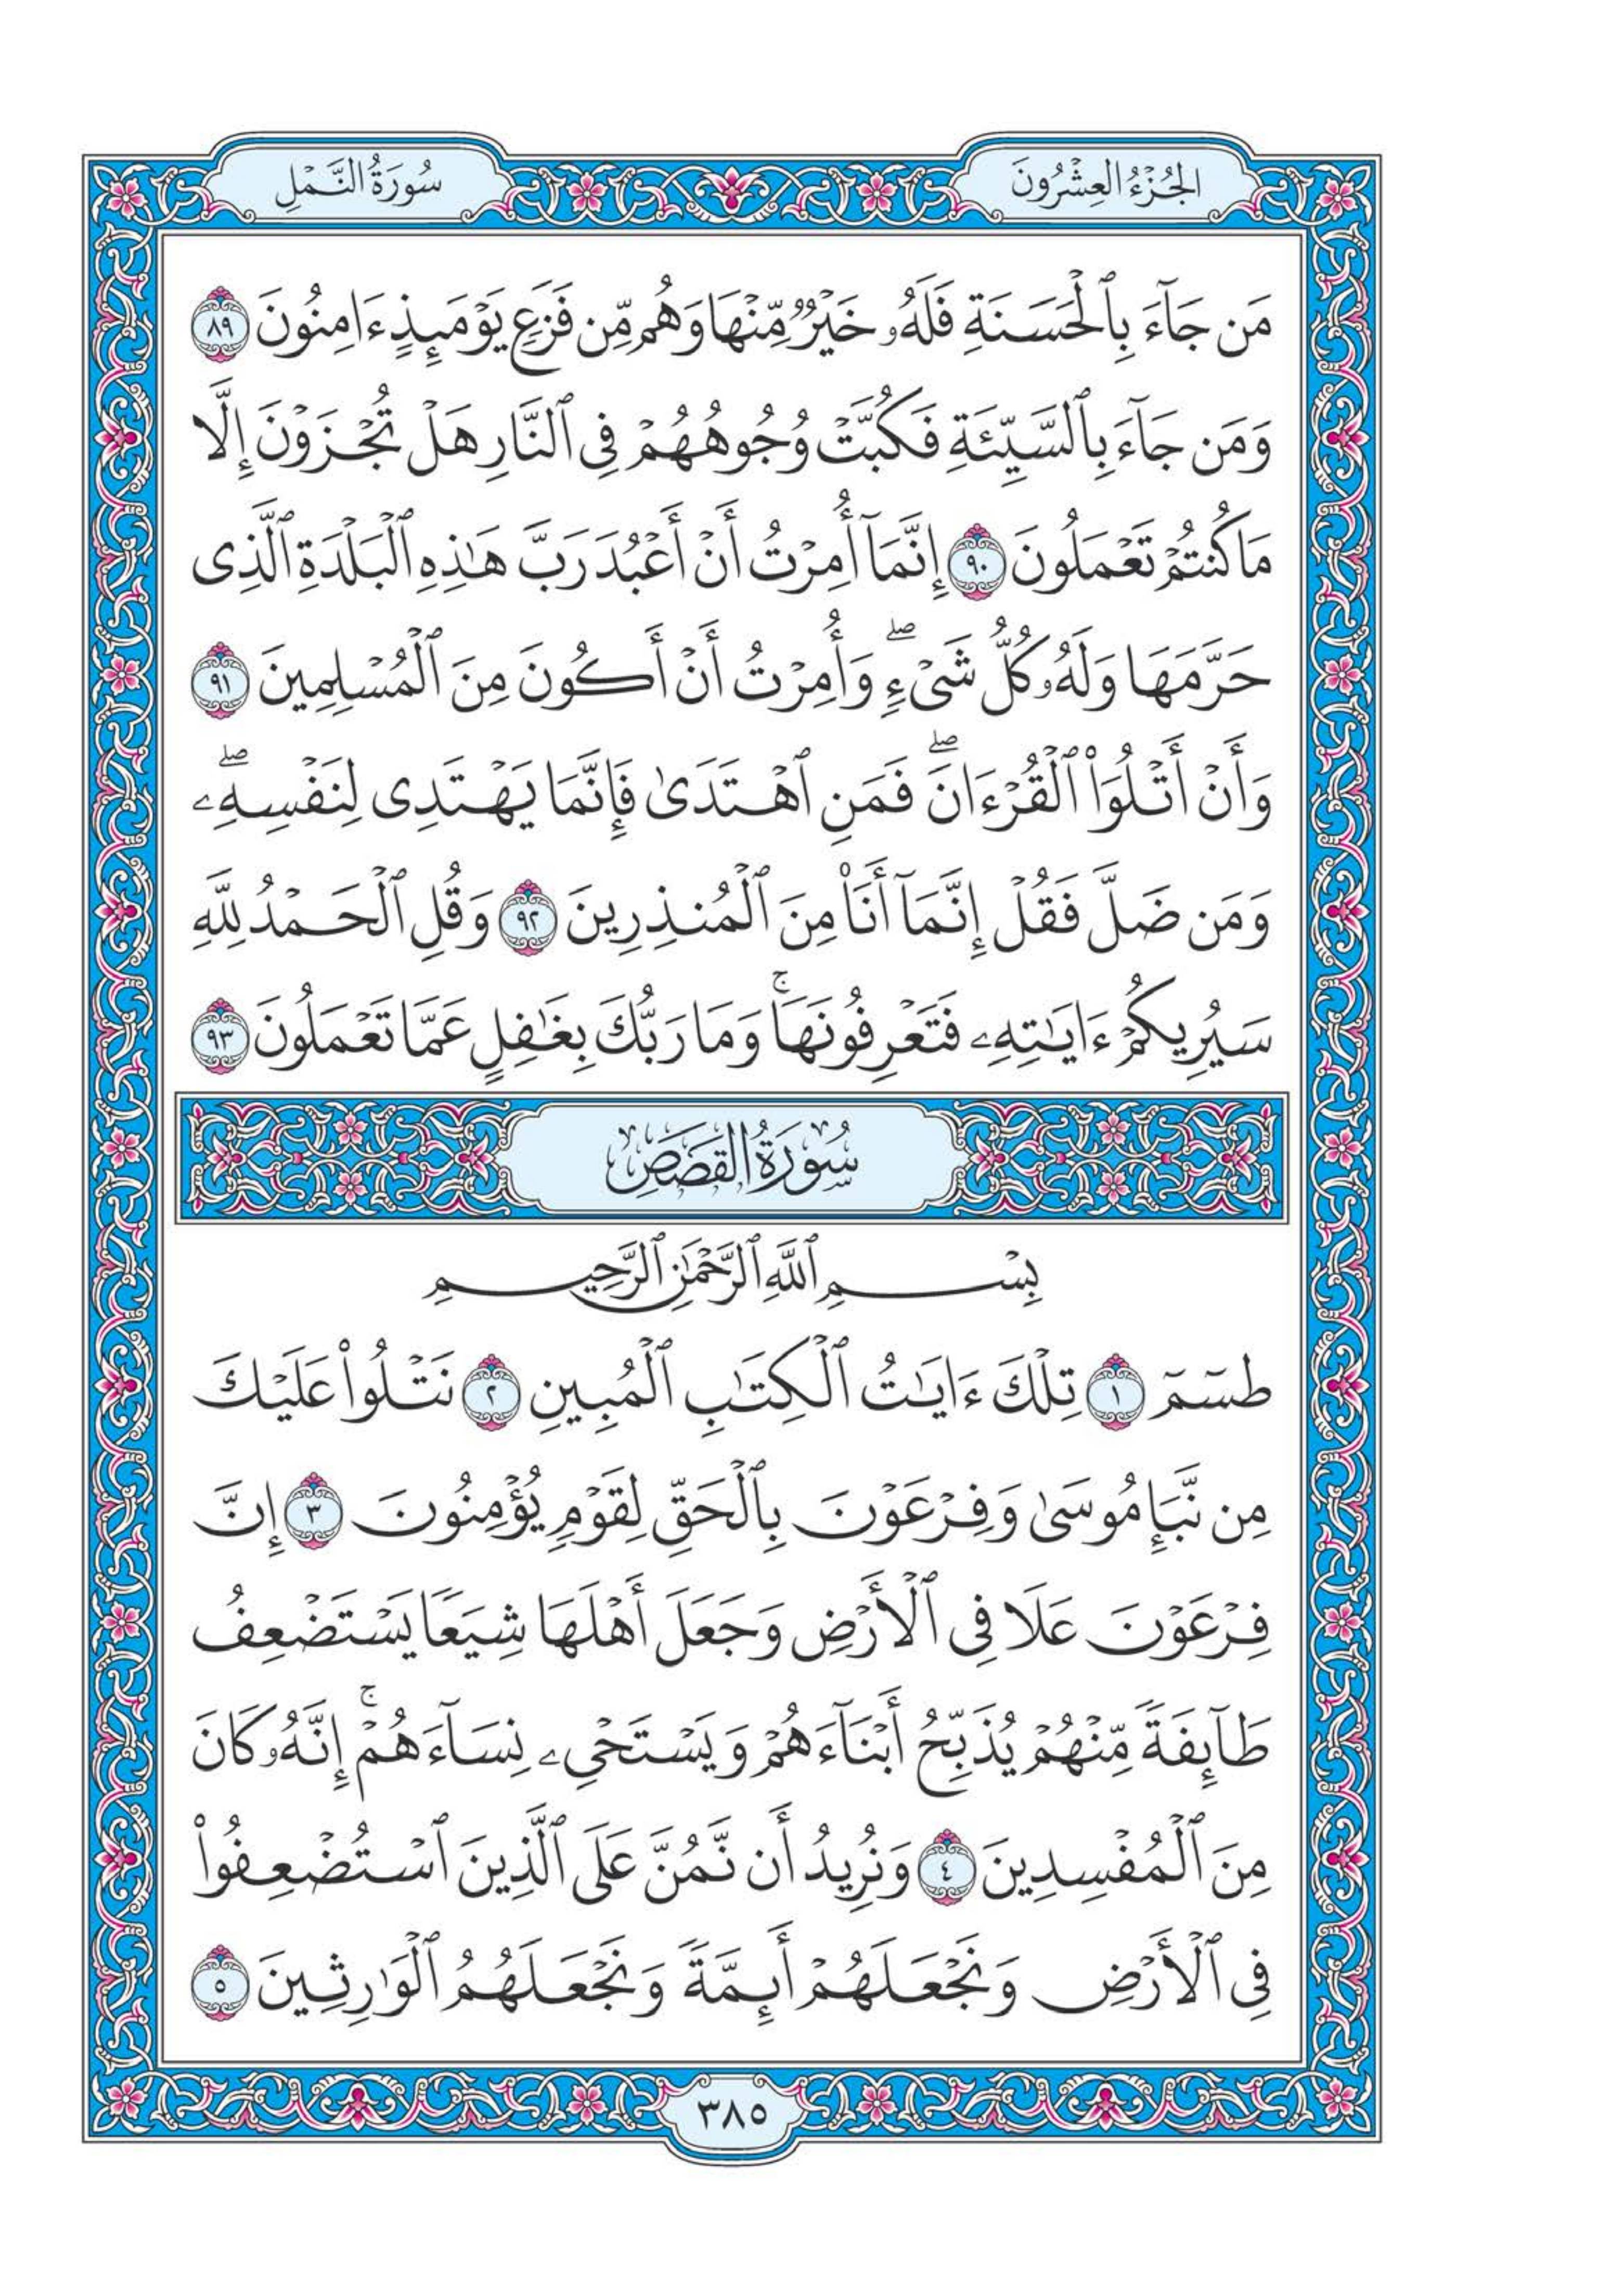 الجُزْءُ العِشْرُونَ
سُورَةُ النَّمْلِ
مَن جَآءَ بِٱلْحَسَنَةِ فَلَهُۥ خَيْرٌ مِّنْهَا وَهُم مِّن فَزَعٍ يَوْمَئِذٍ ءَامِنُونَ ٨٩
وَمَن جَآءَ بِٱلسَّيِّئَةِ فَكُبَّتْ وُجُوهُهُمْ فِى ٱلنَّارِ هَلْ تُجْزَوْنَ إِلَّا
مَا كُنتُمْ تَعْمَلُونَ ٩٠ إِنَّمَآ أُمِرْتُ أَنْ أَعْبُدَ رَبَّ هَٰذِهِ ٱلْبَلْدَةِ ٱلَّذِى
حَرَّمَهَا وَلَهُۥ كُلُّ شَىْءٍۖ وَأُمِرْتُ أَنْ أَكُونَ مِنَ ٱلْمُسْلِمِينَ ٩١
وَأَنْ أَتْلُوَا۟ ٱلْقُرْءَانَۖ فَمَنِ ٱهْتَدَىٰ فَإِنَّمَا يَهْتَدِى لِنَفْسِهِۦۖ
وَمَن ضَلَّ فَقُلْ إِنَّمَآ أَنَا۠ مِنَ ٱلْمُنذِرِينَ ٩٢ وَقُلِ ٱلْحَمْدُ لِلَّهِ
سَيُرِيكُمْ ءَايَٰتِهِۦ فَتَعْرِفُونَهَاۚ وَمَا رَبُّكَ بِغَٰفِلٍ عَمَّا تَعْمَلُونَ ٩٣
سُورَةُ القَصَصِ
بِسْمِ ٱللَّهِ ٱلرَّحْمَٰنِ ٱلرَّحِيمِ
طسٓمٓ ١ تِلْكَ ءَايَٰتُ ٱلْكِتَٰبِ ٱلْمُبِينِ ٢ نَتْلُوا۟ عَلَيْكَ
مِن نَّبَإِ مُوسَىٰ وَفِرْعَوْنَ بِٱلْحَقِّ لِقَوْمٍ يُؤْمِنُونَ ٣ إِنَّ
فِرْعَوْنَ عَلَا فِى ٱلْأَرْضِ وَجَعَلَ أَهْلَهَا شِيَعًا يَسْتَضْعِفُ
طَآئِفَةً مِّنْهُمْ يُذَبِّحُ أَبْنَآءَهُمْ وَيَسْتَحْىِۦ نِسَآءَهُمْۚ إِنَّهُۥ كَانَ
مِنَ ٱلْمُفْسِدِينَ ٤ وَنُرِيدُ أَن نَّمُنَّ عَلَى ٱلَّذِينَ ٱسْتُضْعِفُوا۟
فِى ٱلْأَرْضِ وَنَجْعَلَهُمْ أَئِمَّةً وَنَجْعَلَهُمُ ٱلْوَٰرِثِينَ ٥
٣٨٥